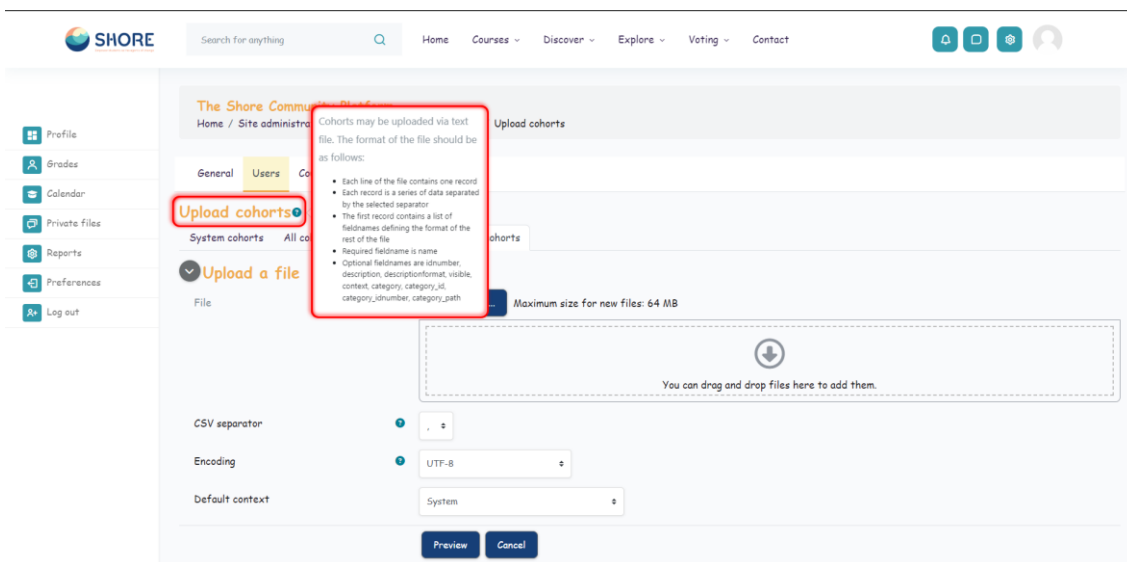 SHORE
Search for anything
Home Courses Discover Explore Voting Contact
The Shore Community Platform
Home / Site administra Upload cohorts
Profile
Grades
Calendar
Private files
Reports
Preferences
Log out
General Users Co
Upload cohorts
System cohorts All co ohorts
Cohorts may be uploaded via text
file. The format of the file should be
as follows:
Each line of the file contains one record
Each record is a series of data separated
by the selected separator
The first record contains a list of
fieldnames defining the format of the
rest of the file
Required fieldname is name
Optional fieldnames are idnumber,
description, descriptionformat, visible,
context, category, category_id,
category_idnumber, category_path
Upload a file
File ... Maximum size for new files: 64 MB
You can drag and drop files here to add them.
CSV separator ,
Encoding UTF-8
Default context System
Preview Cancel